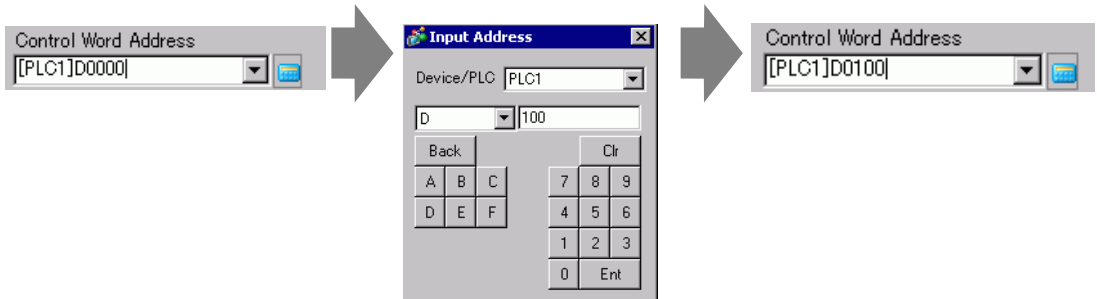 Control Word Address
[PLC1]D0000
Input Address
Device/PLC PLC1
D 100
Back Clr
A B C 7 8 9
D E F 4 5 6
1 2 3
0 Ent
Control Word Address
[PLC1]D0100